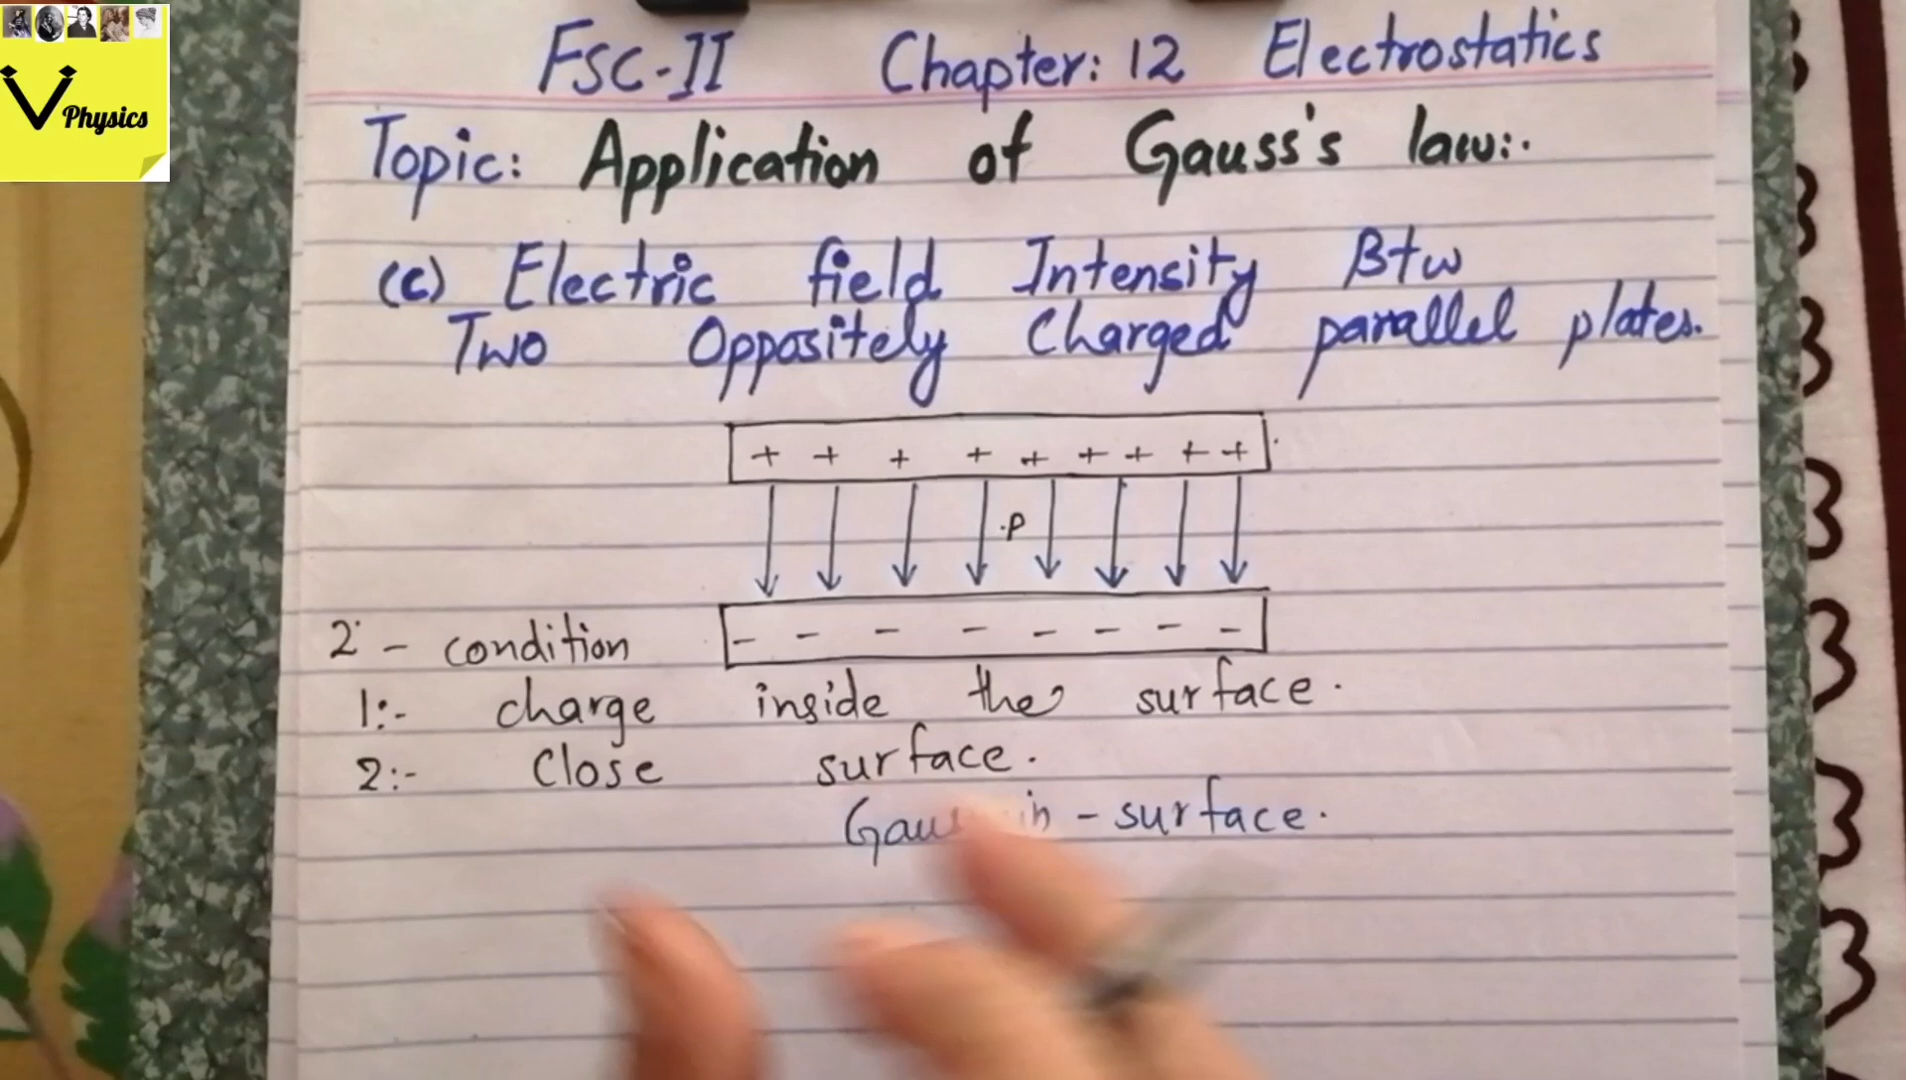 V Physics
FSC-II Chapter: 12 Electrostatics
Topic: Application of Gauss's law:.
(c) Electric field Intensity Btw
Two Oppositely Charged parallel plates.
+ + + + + + + + +
.P
- - - - - - - -
2 - condition
1:- charge inside the surface.
2:- Close surface.
- surface.